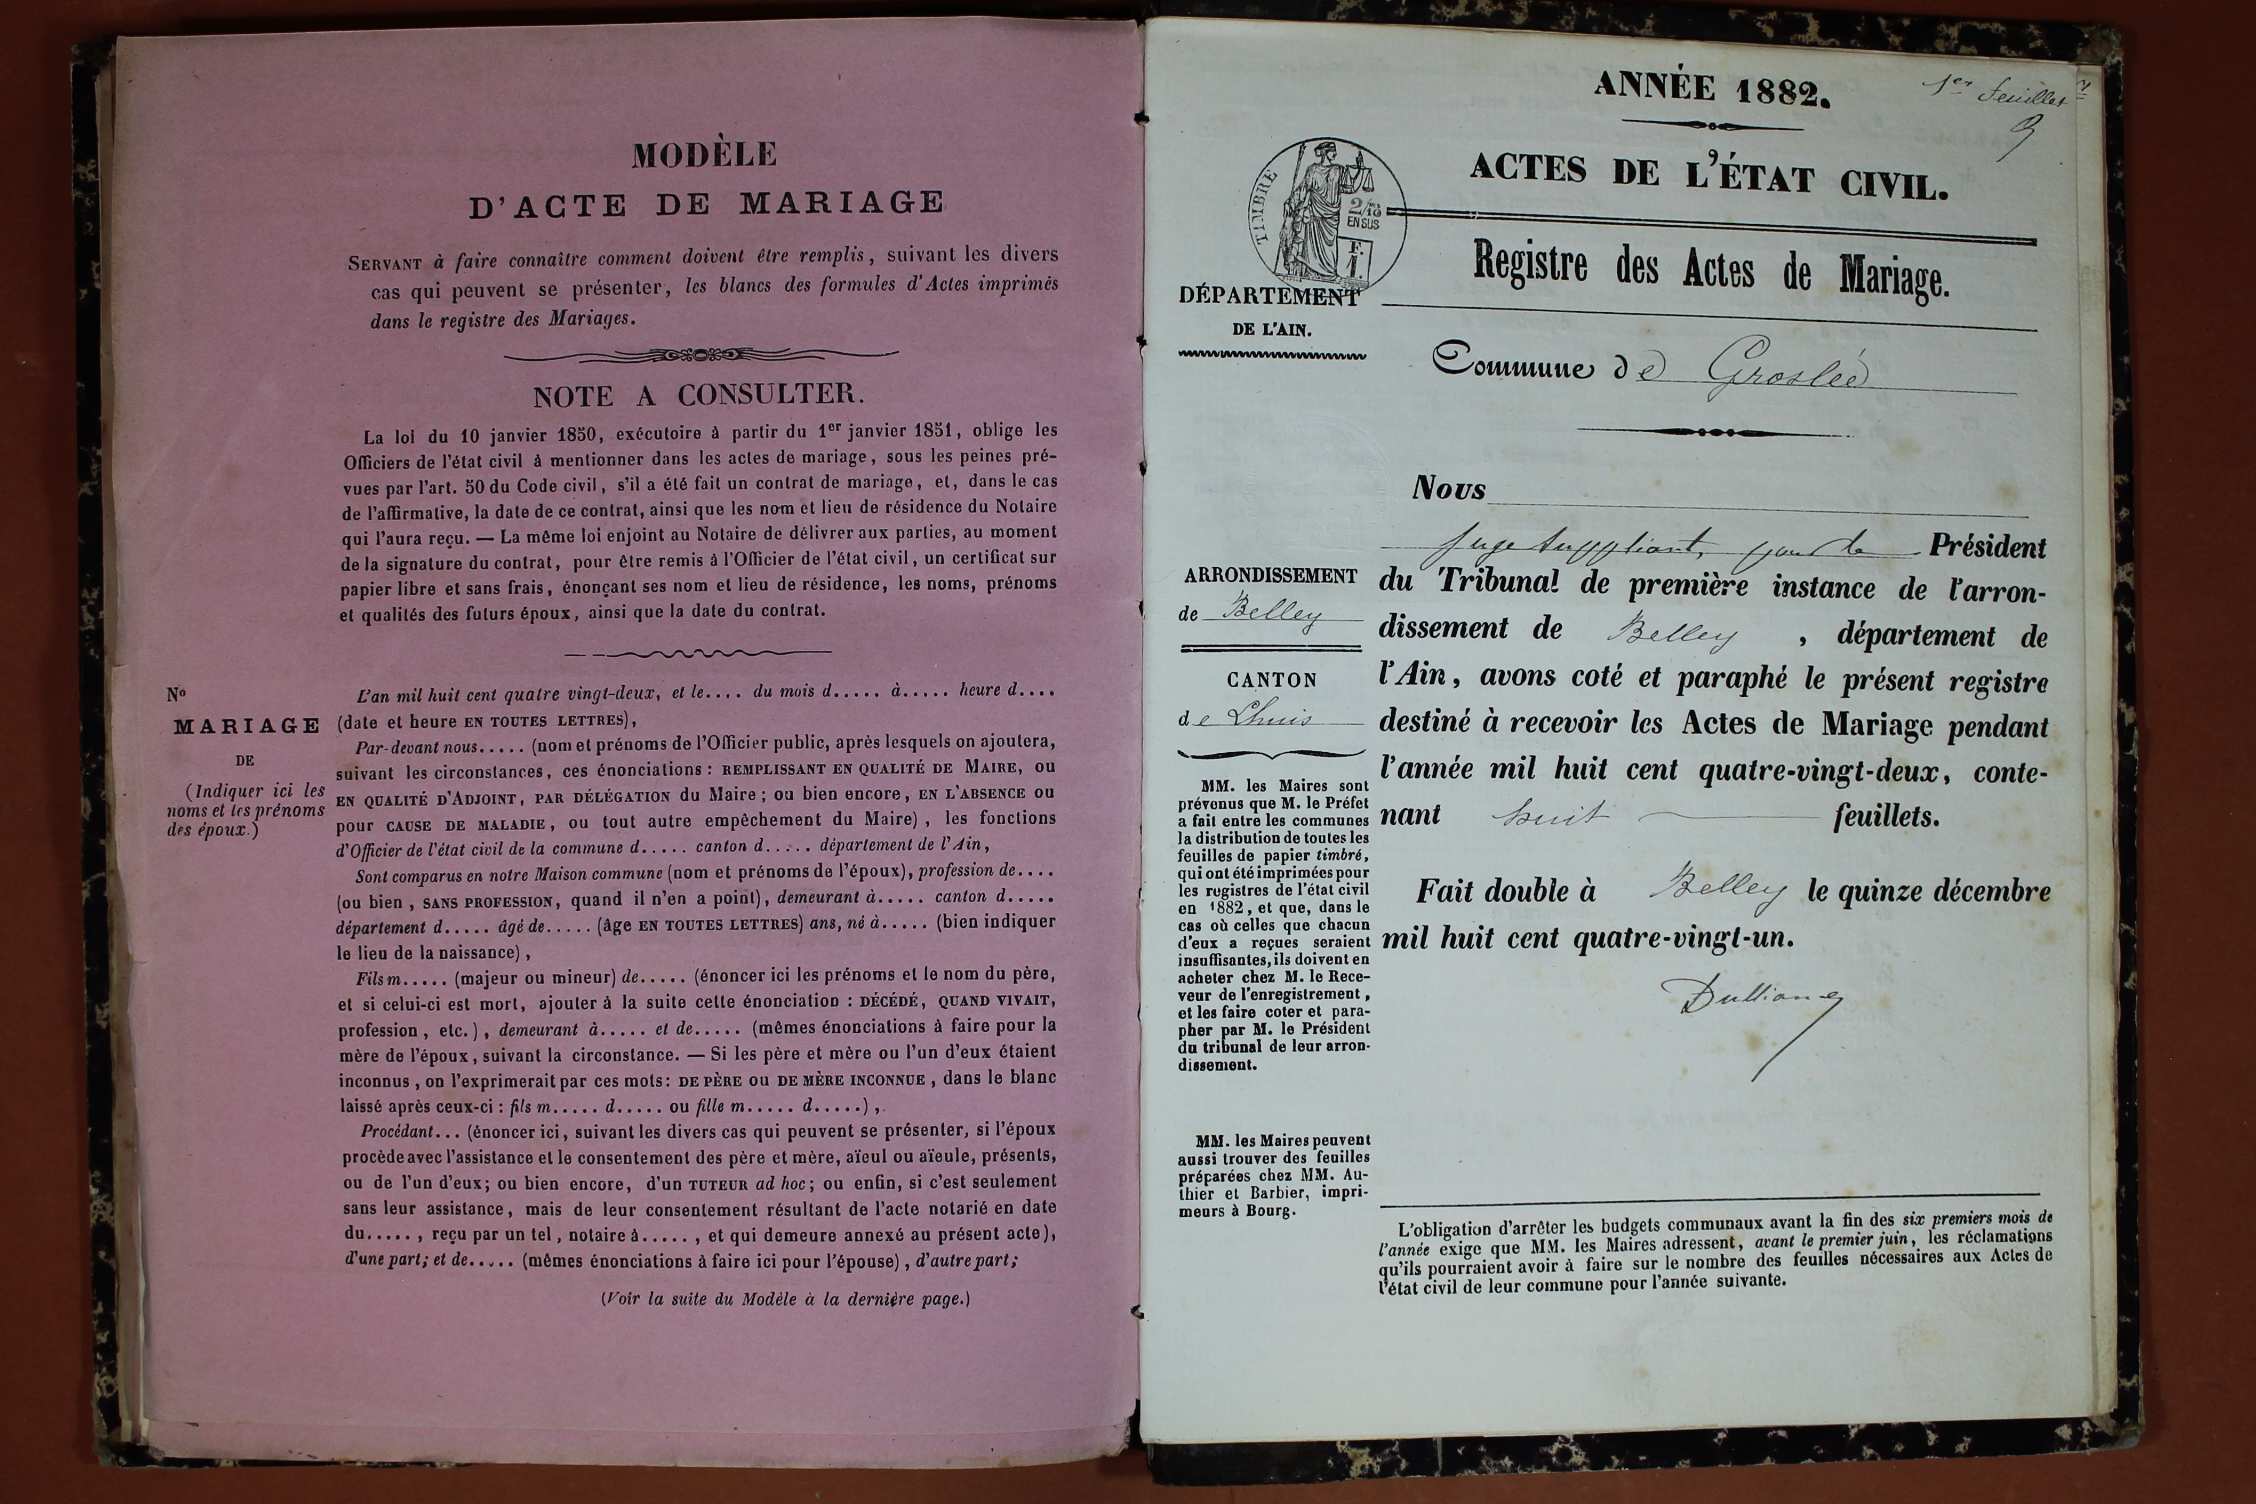 MODÈLE
D'ACTE DE MARIAGE
SERVANT à faire connaître comment doivent être remplis, suivant les divers
cas qui peuvent se présenter, les blancs des formules d'Actes imprimés
dans le registre des Mariages.
NOTE A CONSULTER.
La loi du 10 janvier 1850, exécutoire à partir du 1er janvier 1851, oblige les
Officiers de l'état civil à mentionner dans les actes de mariage, sous les peines pré-
vues par l'art. 50 du Code civil, s'il a été fait un contrat de mariage, et, dans le cas
de l'affirmative, la date de ce contrat, ainsi que les nom et lieu de résidence du Notaire
qui l'aura reçu. — La même loi enjoint au Notaire de délivrer aux parties, au moment
de la signature du contrat, pour être remis à l'Officier de l'état civil, un certificat sur
papier libre et sans frais, énonçant ses nom et lieu de résidence, les noms, prénoms
et qualités des futurs époux, ainsi que la date du contrat.
No
MARIAGE
DE
(Indiquer ici les
noms et les prénoms
des époux.)
L'an mil huit cent quatre vingt-deux, et le.... du mois d..... à..... heure d....
(date et heure EN TOUTES LETTRES),
Par-devant nous..... (nom et prénoms de l'Officier public, après lesquels on ajoutera,
suivant les circonstances, ces énonciations : REMPLISSANT EN QUALITÉ DE MAIRE, ou
EN QUALITÉ D'ADJOINT, PAR DÉLÉGATION du Maire ; ou bien encore, EN L'ABSENCE ou
pour CAUSE DE MALADIE, ou tout autre empêchement du Maire), les fonctions
d'Officier de l'état civil de la commune d..... canton d..... département de l'Ain,
Sont comparus en notre Maison commune (nom et prénoms de l'époux), profession de....
(ou bien, SANS PROFESSION, quand il n'en a point), demeurant à..... canton d.....
département d..... âgé de..... (âge EN TOUTES LETTRES) ans, né à..... (bien indiquer
le lieu de la naissance),
Fils m..... (majeur ou mineur) de..... (énoncer ici les prénoms et le nom du père,
et si celui-ci est mort, ajouter à la suite cette énonciation : DÉCÉDÉ, QUAND VIVAIT,
profession, etc.), demeurant à..... et de..... (mêmes énonciations à faire pour la
mère de l'époux, suivant la circonstance. — Si les père et mère ou l'un d'eux étaient
inconnus, on l'exprimerait par ces mots : DE PÈRE ou DE MÈRE INCONNUE, dans le blanc
laissé après ceux-ci : fils m..... d..... ou fille m..... d.....),
Procédant... (énoncer ici, suivant les divers cas qui peuvent se présenter, si l'époux
procède avec l'assistance et le consentement des père et mère, aïeul ou aïeule, présents,
ou de l'un d'eux; ou bien encore, d'un TUTEUR ad hoc; ou enfin, si c'est seulement
sans leur assistance, mais de leur consentement résultant de l'acte notarié en date
du....., reçu par un tel, notaire à....., et qui demeure annexé au présent acte),
d'une part; et de..... (mêmes énonciations à faire ici pour l'épouse), d'autre part;
(Voir la suite du Modèle à la dernière page.)
ANNÉE 1882.
1er feuillet
ACTES DE L'ÉTAT CIVIL.
TIMBRE
2/10
EN SUS
Registre des Actes de Mariage.
DÉPARTEMENT
DE L'AIN.
Commune de Groslée
Nous
Juge Suppléant, pour le Président
du Tribunal de première instance de l'arron-
dissement de Belley, département de
l'Ain, avons coté et paraphé le présent registre
destiné à recevoir les Actes de Mariage pendant
l'année mil huit cent quatre-vingt-deux, conte-
nant huit feuillets.
Fait double à Belley le quinze décembre
mil huit cent quatre-vingt-un.
ARRONDISSEMENT
de Belley
CANTON
de Lhuis
MM. les Maires sont
prévenus que M. le Préfet
a fait entre les communes
la distribution de toutes les
feuilles de papier timbré,
qui ont été imprimées pour
les registres de l'état civil
en 1882, et que, dans le
cas où celles que chacun
d'eux a reçues seraient
insuffisantes, ils doivent en
acheter chez M. le Rece-
veur de l'enregistrement,
et les faire coter et para-
pher par M. le Président
du tribunal de leur arron-
dissement.
MM. les Maires peuvent
aussi trouver des feuilles
préparées chez MM. Au-
thier et Barbier, impri-
meurs à Bourg.
L'obligation d'arrêter les budgets communaux avant la fin des six premiers mois de
l'année exige que MM. les Maires adressent, avant le premier juin, les réclamations
qu'ils pourraient avoir à faire sur le nombre des feuilles nécessaires aux Actes de
l'état civil de leur commune pour l'année suivante.